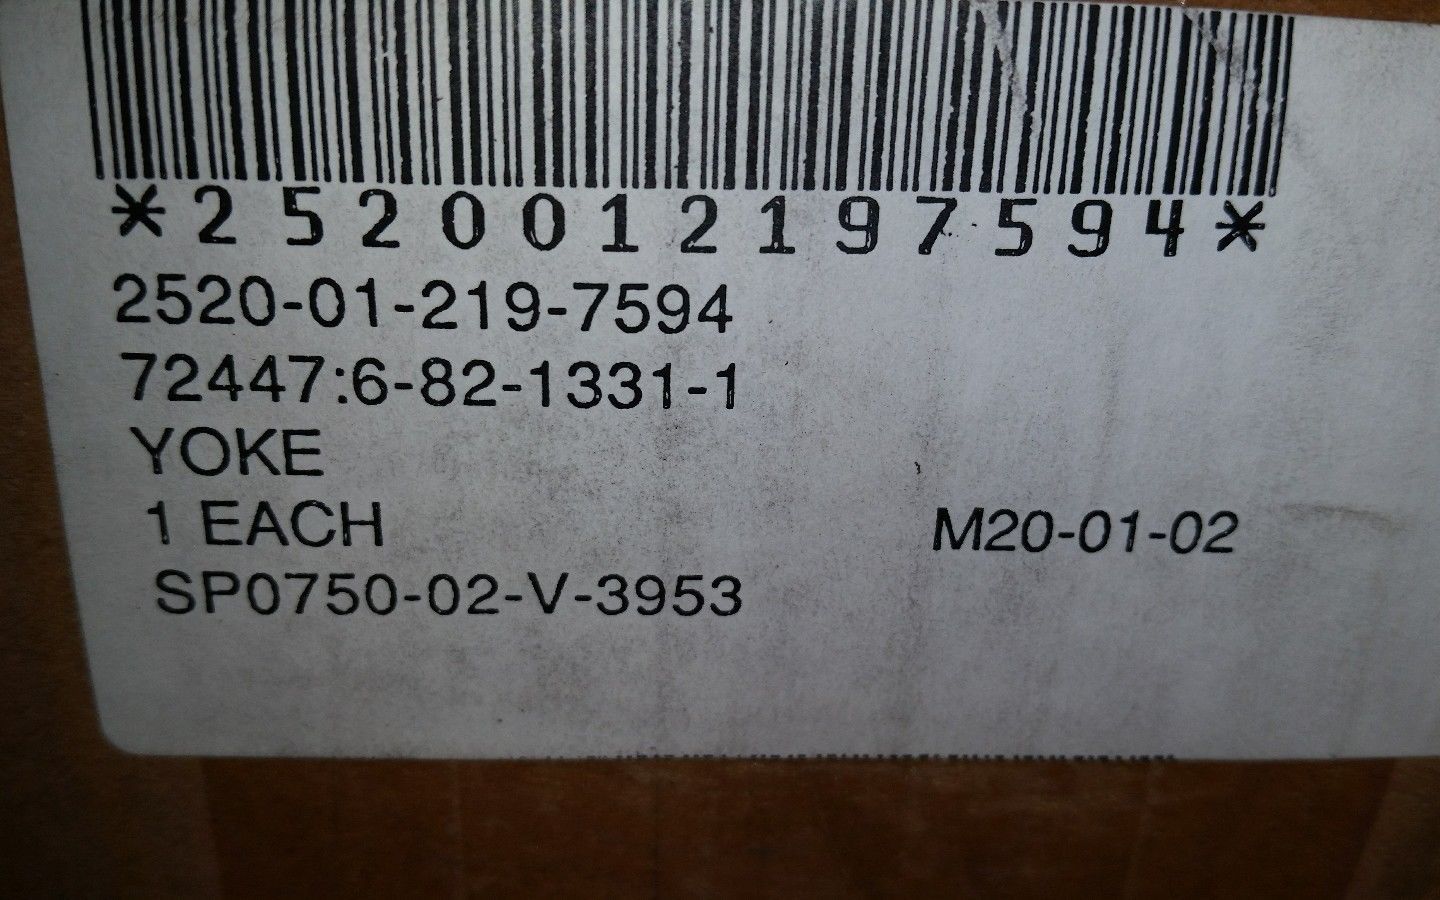 *2520012197594*
2520-01-219-7594
72447:6-82-1331-1
YOKE
1 EACH
M20-01-02
SP0750-02-V-3953